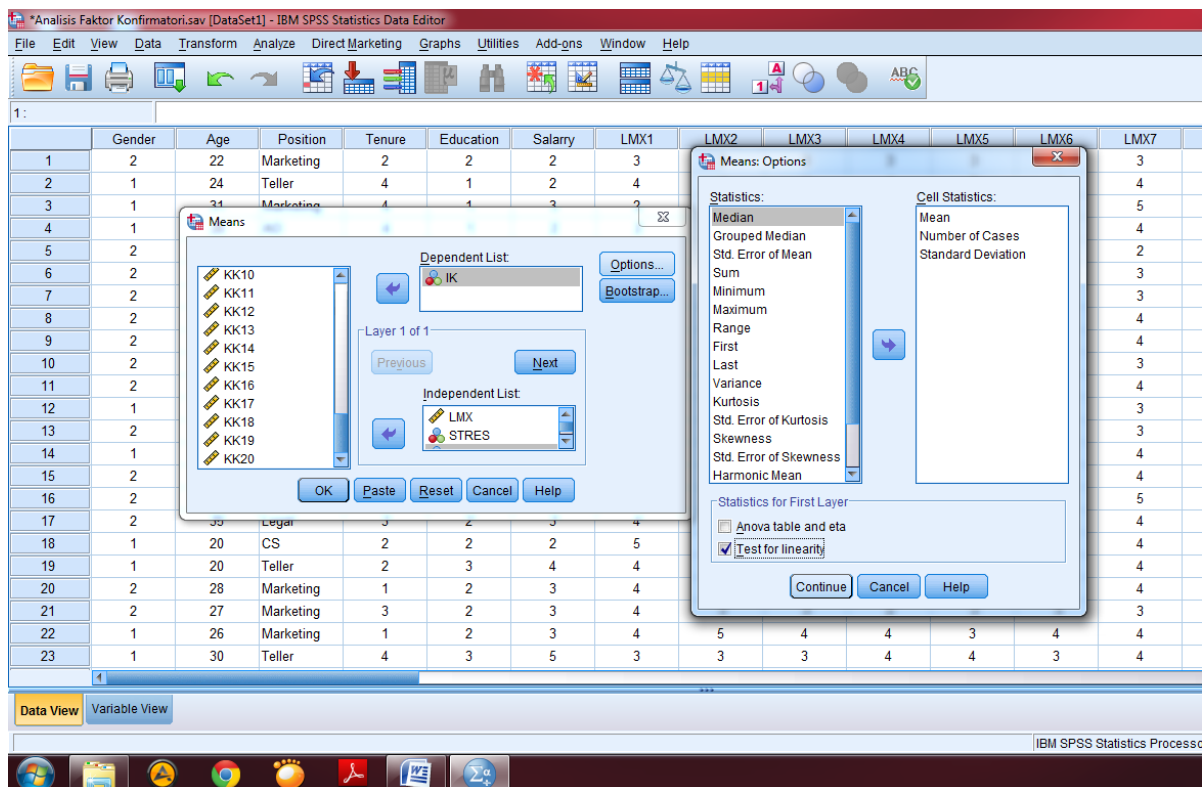 *Analisis Faktor Konfirmatori.sav [DataSet1] - IBM SPSS Statistics Data Editor
File Edit View Data Transform Analyze Direct Marketing Graphs Utilities Add-ons Window Help
1 :
Gender Age Position Tenure Education Salarry LMX1 LMX2 LMX3 LMX4 LMX5 LMX6 LMX7
1 2 22 Marketing 2 2 2 3 3
2 1 24 Teller 4 1 2 4 4
3 1 31 Marketing 4 1 3 5
4 1 4
5 2 2
6 2 3
7 2 3
8 2 4
9 2 4
10 2 3
11 2 4
12 1 3
13 2 3
14 1 4
15 2 4
16 2 5
17 2 35 Legal 2 4 4
18 1 20 CS 2 2 2 5 4
19 1 20 Teller 2 3 4 4 4
20 2 28 Marketing 1 2 3 4 4
21 2 27 Marketing 3 2 3 4 3
22 1 26 Marketing 1 2 3 4 5 4 4 3 4 4
23 1 30 Teller 4 3 5 3 3 3 4 4 3 4
Means
KK10
KK11
KK12
KK13
KK14
KK15
KK16
KK17
KK18
KK19
KK20
Dependent List:
IK
Options...
Bootstrap...
Layer 1 of 1
Previous Next
Independent List:
LMX
STRES
OK Paste Reset Cancel Help
Means: Options
Statistics:
Median
Grouped Median
Std. Error of Mean
Sum
Minimum
Maximum
Range
First
Last
Variance
Kurtosis
Std. Error of Kurtosis
Skewness
Std. Error of Skewness
Harmonic Mean
Cell Statistics:
Mean
Number of Cases
Standard Deviation
Statistics for First Layer
Anova table and eta
Test for linearity
Continue Cancel Help
Data View Variable View
IBM SPSS Statistics Processo